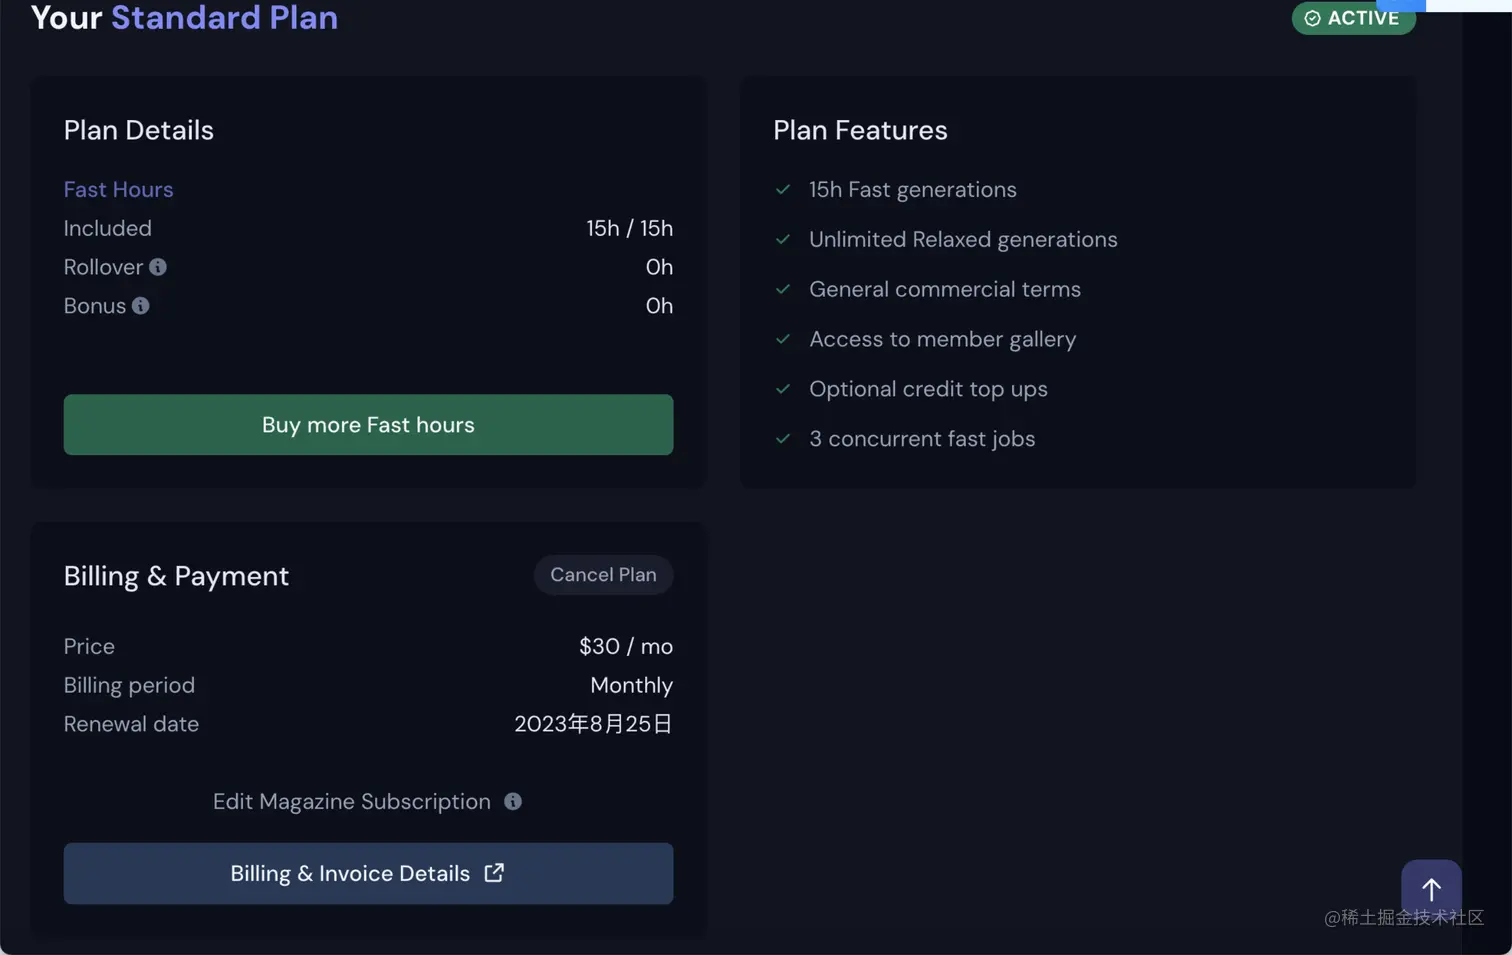 Your Standard Plan
ACTIVE
Plan Details
Fast Hours
Included 15h / 15h
Rollover 0h
Bonus 0h
Buy more Fast hours
Plan Features
15h Fast generations
Unlimited Relaxed generations
General commercial terms
Access to member gallery
Optional credit top ups
3 concurrent fast jobs
Billing & Payment
Cancel Plan
Price $30 / mo
Billing period Monthly
Renewal date 2023年8月25日
Edit Magazine Subscription
Billing & Invoice Details
@稀土掘金技术社区